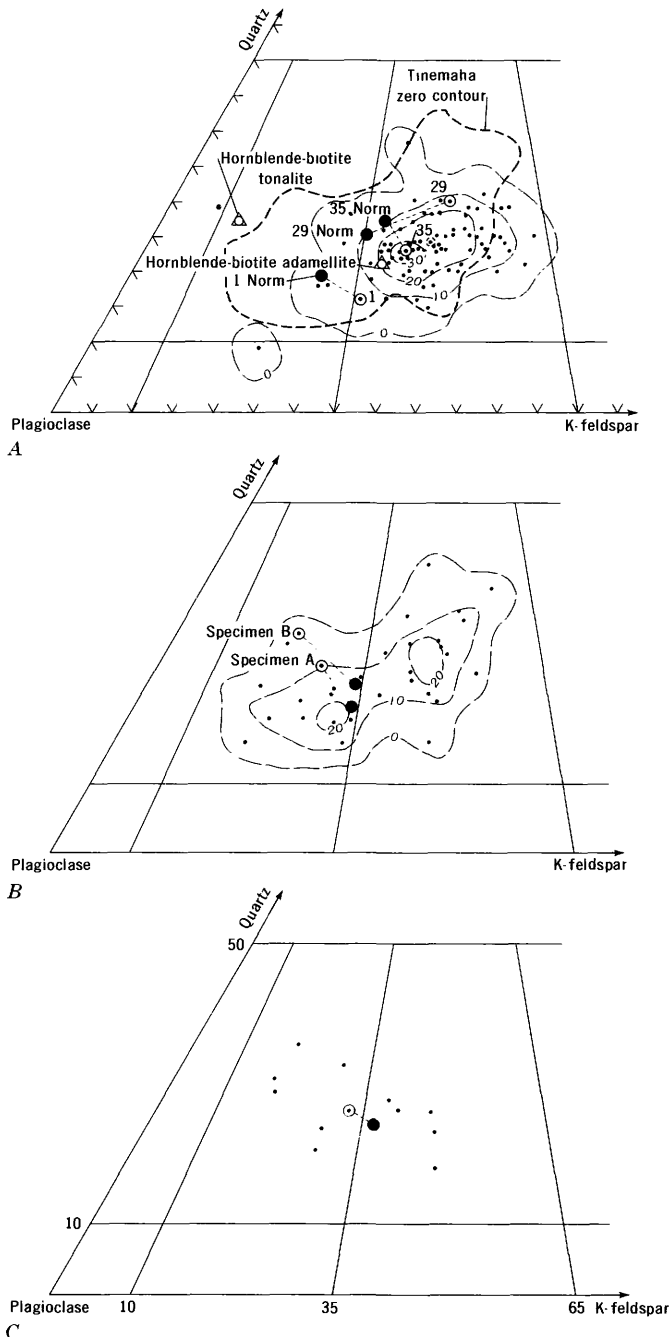 Quartz
Tinemaha
zero contour
Hornblende-biotite
tonalite
29
35 Norm
29 Norm
35
Hornblende-biotite adamellite
30
1 Norm
20
10
1
0
0
Plagioclase
K-feldspar
A
Quartz
Specimen B
Specimen A
20
10
20
0
Plagioclase
K-feldspar
B
Quartz
50
10
Plagioclase 10 35 65 K-feldspar
C